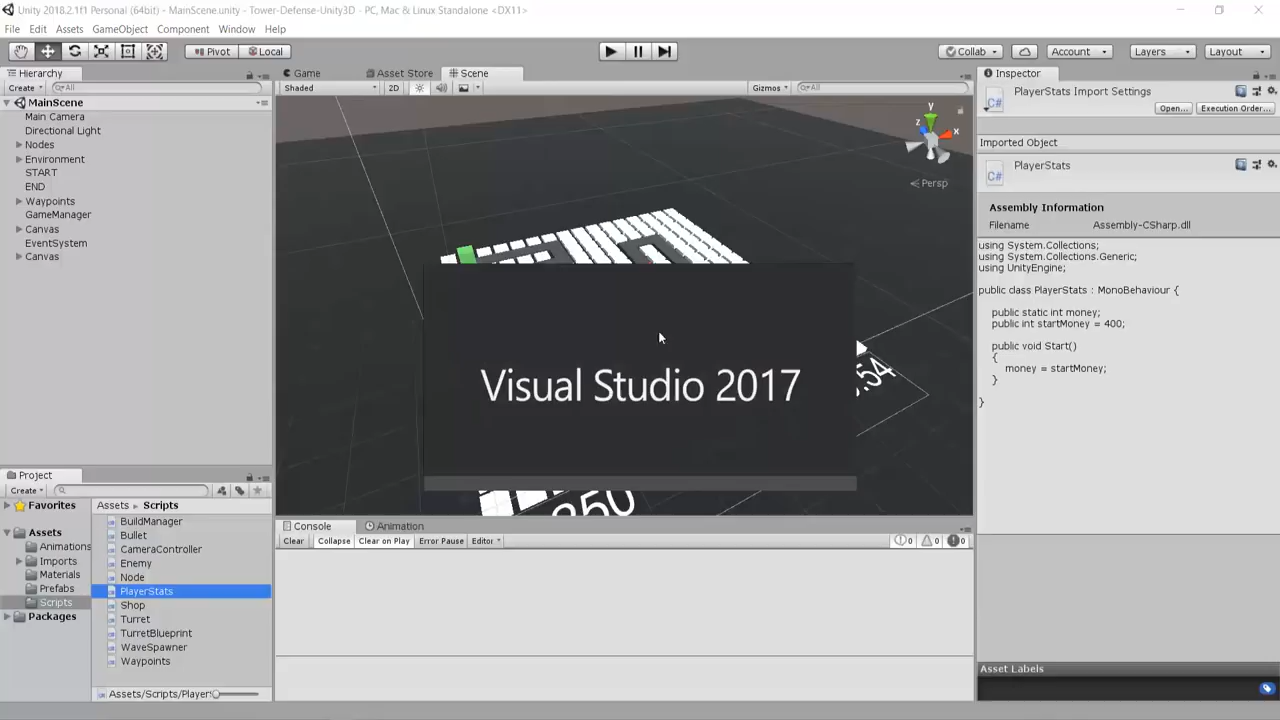 Unity 2018.2.1f1 Personal (64bit) - MainScene.unity - Tower-Defense-Unity3D - PC, Mac & Linux Standalone <DX11>
File Edit Assets GameObject Component Window Help
Pivot Local Collab Account Layers Layout
Hierarchy
Create All
MainScene
Main Camera
Directional Light
Nodes
Environment
START
END
Waypoints
GameManager
Canvas
EventSystem
Canvas
Game Asset Store Scene
Shaded 2D Gizmos All
y
z x
Persp
Visual Studio 2017
.54
350
Inspector
PlayerStats Import Settings
Open... Execution Order...
Imported Object
PlayerStats
C#
Assembly Information
Filename Assembly-CSharp.dll
using System.Collections;
using System.Collections.Generic;
using UnityEngine;
public class PlayerStats : MonoBehaviour {
public static int money;
public int startMoney = 400;
public void Start()
{
money = startMoney;
}
}
Asset Labels
Project
Create
Favorites
Assets
Animations
Imports
Materials
Prefabs
Scripts
Packages
Assets Scripts
BuildManager
Bullet
CameraController
Enemy
Node
PlayerStats
Shop
Turret
TurretBlueprint
WaveSpawner
Waypoints
Assets/Scripts/Player
Console Animation
Clear Collapse Clear on Play Error Pause Editor 0 0 0